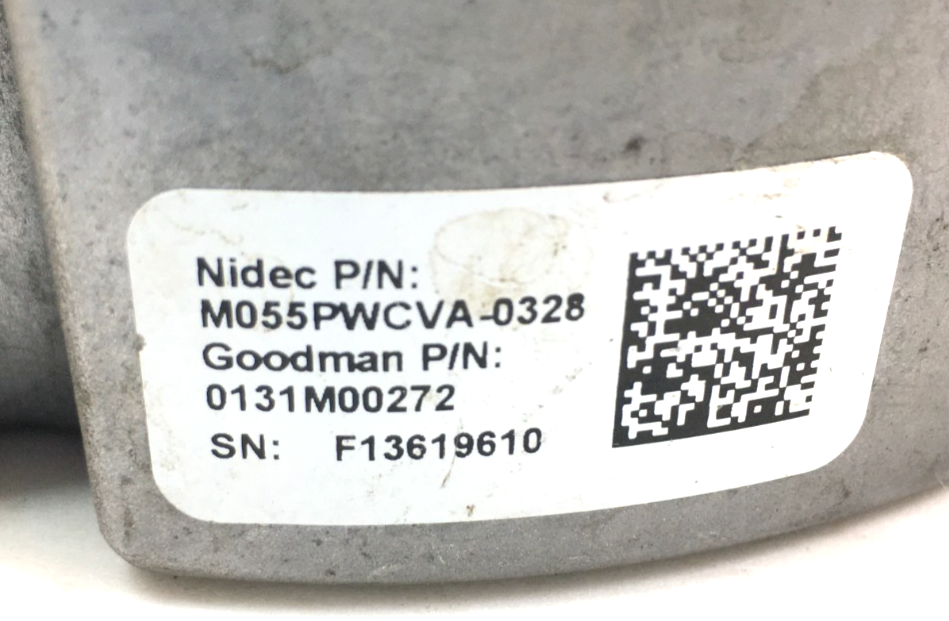 Nidec P/N:
M055PWCVA-0328
Goodman P/N:
0131M00272
SN: F13619610